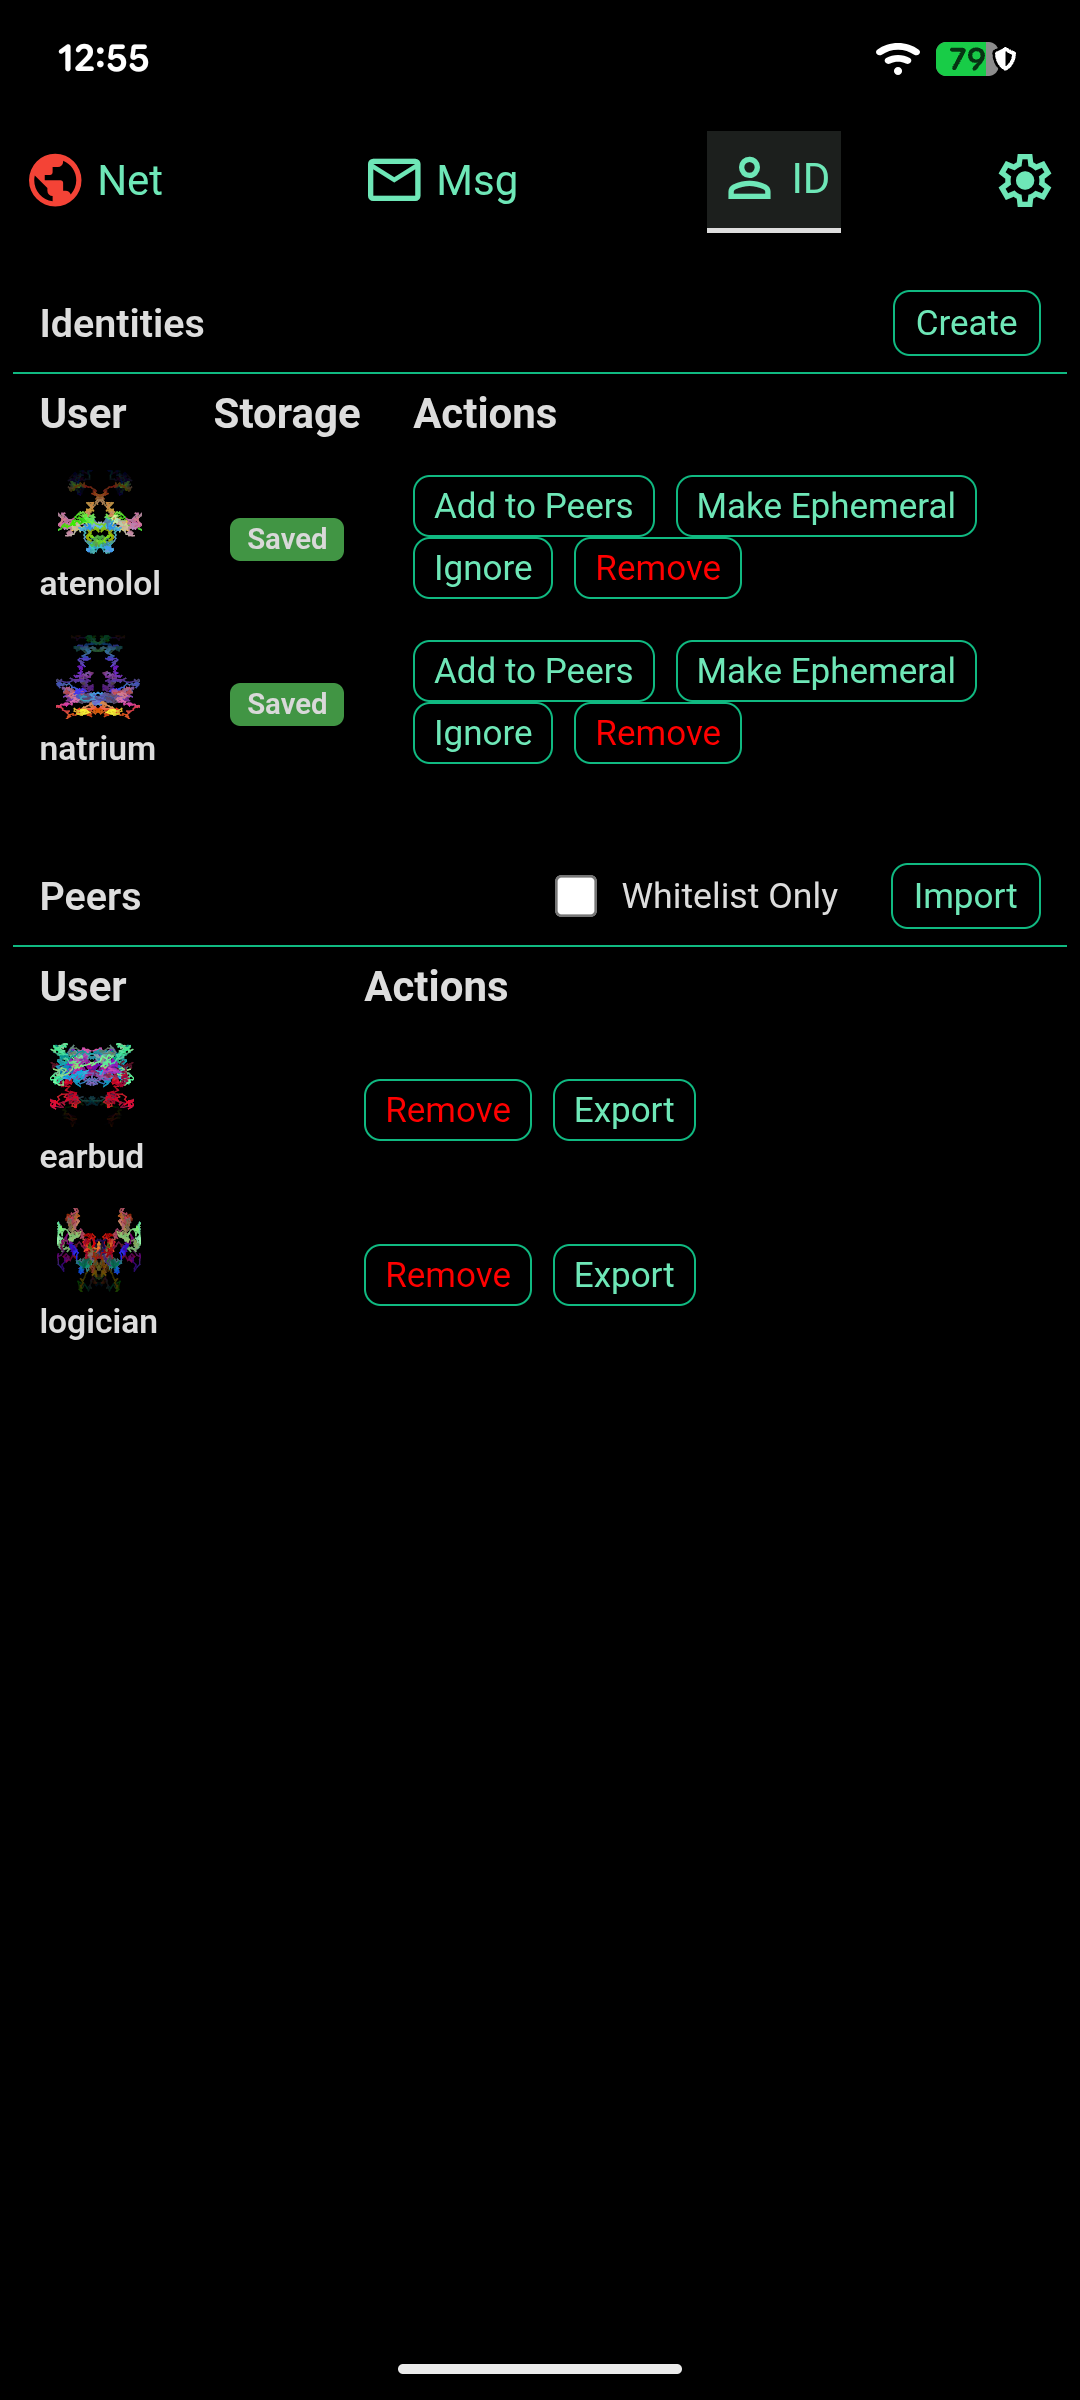 12:55 79
Net Msg ID
Identities Create
User Storage Actions
atenolol Saved Add to Peers Make Ephemeral
Ignore Remove
natrium Saved Add to Peers Make Ephemeral
Ignore Remove
Peers Whitelist Only Import
User Actions
earbud Remove Export
logician Remove Export